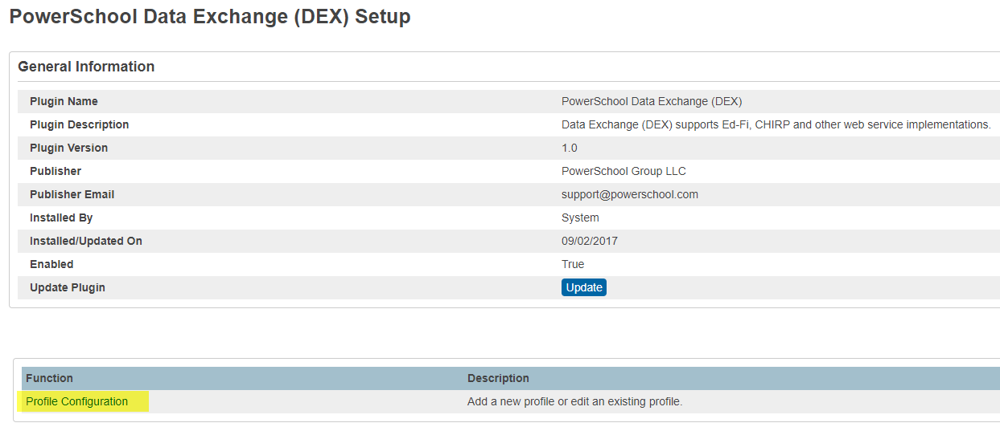 PowerSchool Data Exchange (DEX) Setup
General Information
Plugin Name PowerSchool Data Exchange (DEX)
Plugin Description Data Exchange (DEX) supports Ed-Fi, CHIRP and other web service implementations.
Plugin Version 1.0
Publisher PowerSchool Group LLC
Publisher Email support@powerschool.com
Installed By System
Installed/Updated On 09/02/2017
Enabled True
Update Plugin Update
Function Description
Profile Configuration Add a new profile or edit an existing profile.